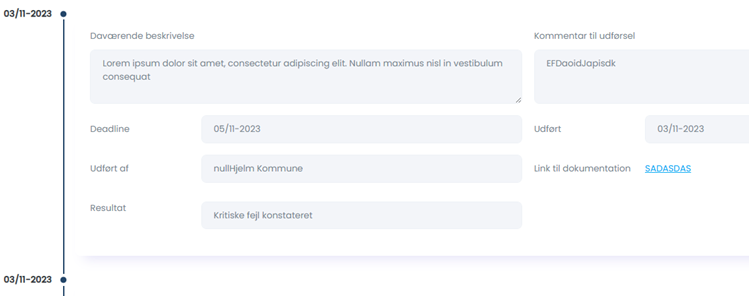 03/11-2023
Daværende beskrivelse
Kommentar til udførsel
Lorem ipsum dolor sit amet, consectetur adipiscing elit. Nullam maximus nisl in vestibulum
consequat
EFDaoidJapisdk
Deadline
05/11-2023
Udført
03/11-2023
Udført af
nullHjelm Kommune
Link til dokumentation
SADASDAS
Resultat
Kritiske fejl konstateret
03/11-2023